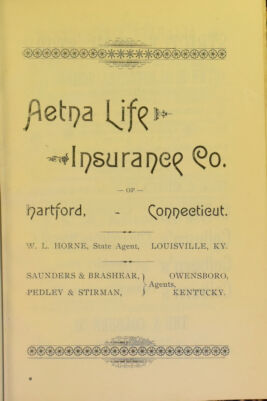 Aetna Life
Insurance Co.
— OF —
Hartford, - Connecticut.
W. L. HORNE, State Agent, LOUISVILLE, KY.
SAUNDERS & BRASHEAR, OWENSBORO,
Agents,
PEDLEY & STIRMAN, KENTUCKY.